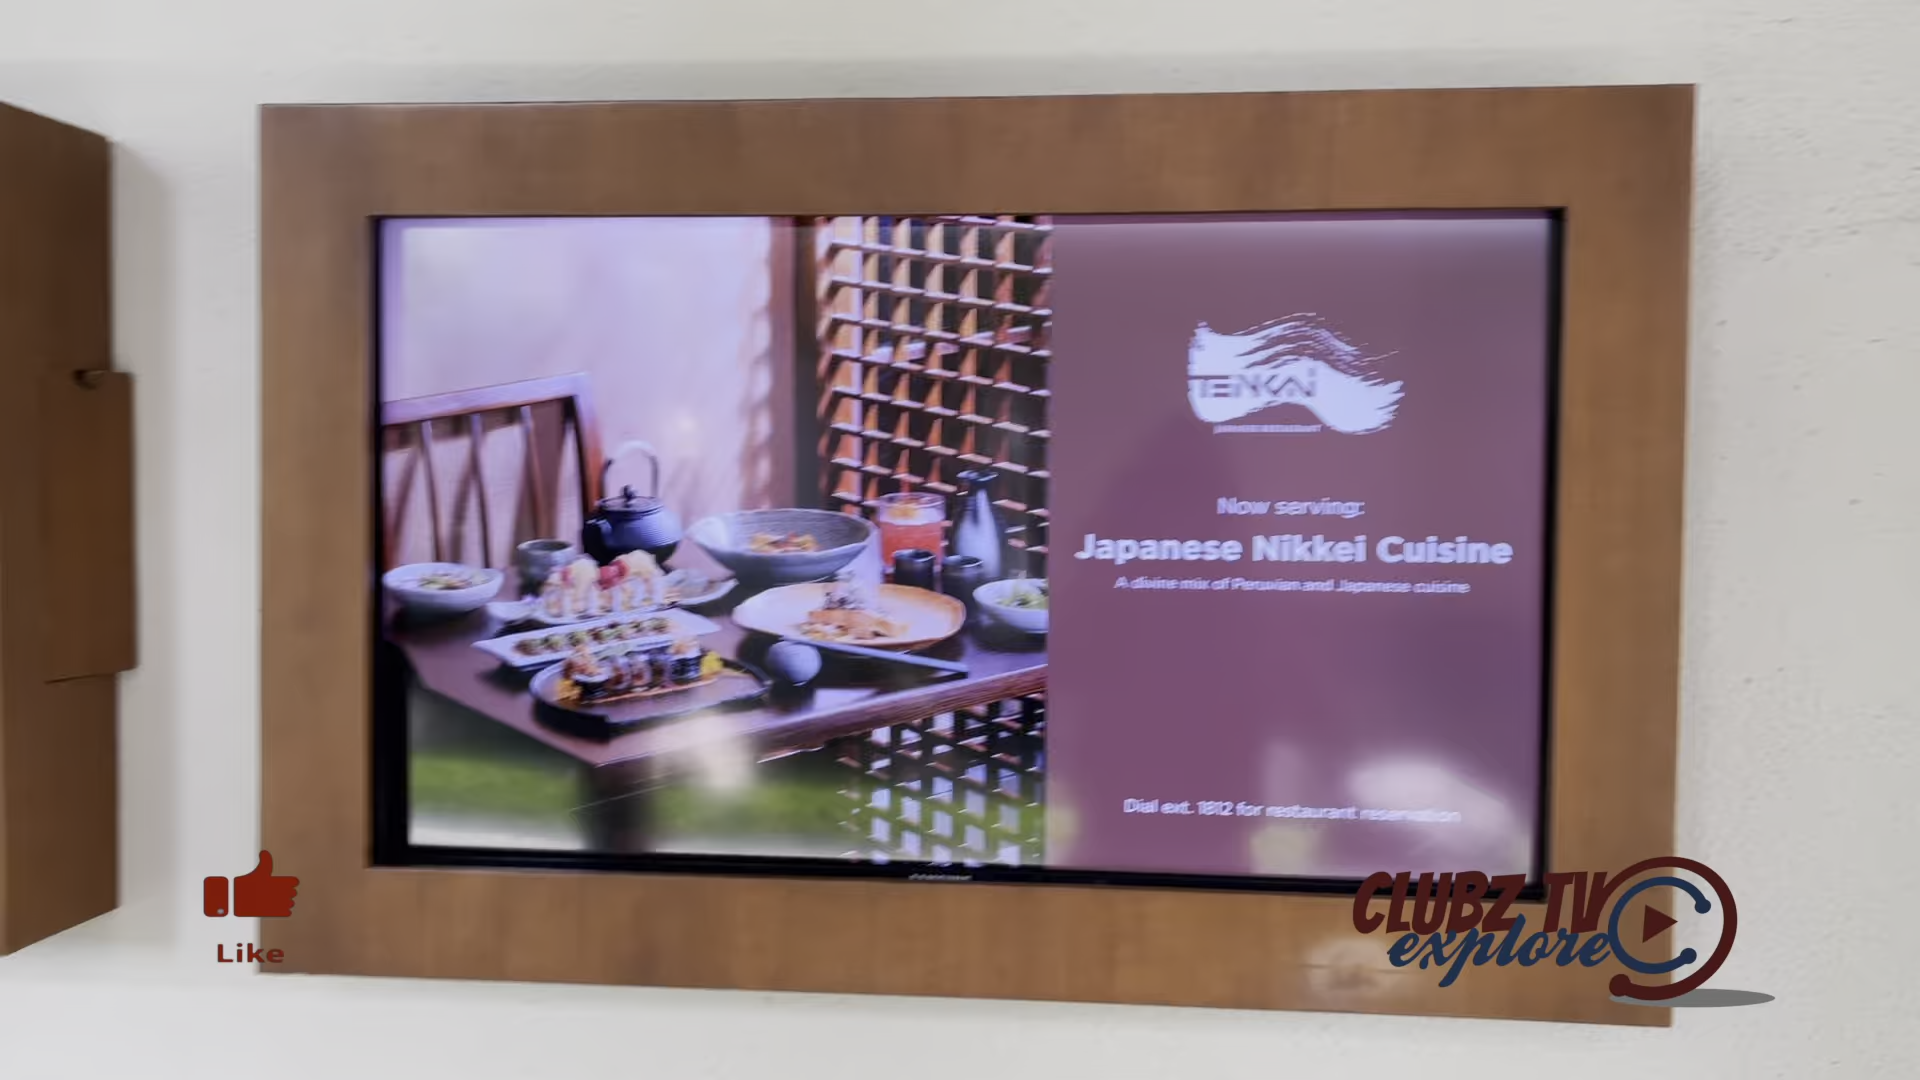 TENKAI
Now serving:
Japanese Nikkei Cuisine
A divine mix of Peruvian and Japanese cuisine
Dial ext. 1812 for restaurant reservation
Like
CLUBZ TV
explore